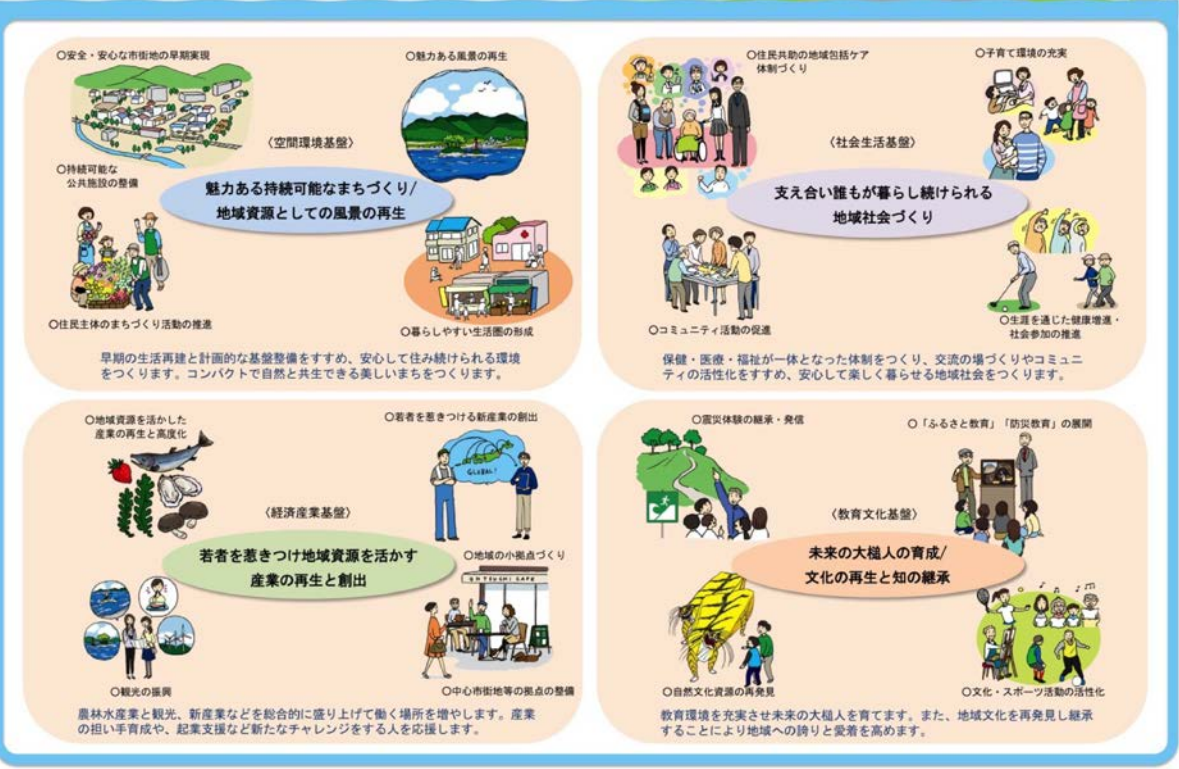 ○安全・安心な市街地の早期実現
○魅力ある風景の再生
〈空間環境基盤〉
○持続可能な
公共施設の整備
魅力ある持続可能なまちづくり/
地域資源としての風景の再生
○住民主体のまちづくり活動の推進
○暮らしやすい生活圏の形成
早期の生活再建と計画的な基盤整備をすすめ、安心して住み続けられる環境
をつくります。コンパクトで自然と共生できる美しいまちをつくります。
○住民共助の地域包括ケア
体制づくり
○子育て環境の充実
〈社会生活基盤〉
支え合い誰もが暮らし続けられる
地域社会づくり
○コミュニティ活動の促進
○生涯を通じた健康増進・
社会参加の推進
保健・医療・福祉が一体となった体制をつくり、交流の場づくりやコミュニ
ティの活性化をすすめ、安心して楽しく暮らせる地域社会をつくります。
○地域資源を活かした
産業の再生と高度化
○若者を惹きつける新産業の創出
GLOBAL!
〈経済産業基盤〉
若者を惹きつけ地域資源を活かす
産業の再生と創出
○地域の小拠点づくり
OHTSUCHI CAFE
○観光の振興
○中心市街地等の拠点の整備
農林水産業と観光、新産業などを総合的に盛り上げて働く場所を増やします。産業
の担い手育成や、起業支援など新たなチャレンジをする人を応援します。
○震災体験の継承・発信
○「ふるさと教育」「防災教育」の展開
〈教育文化基盤〉
未来の大槌人の育成/
文化の再生と知の継承
○自然文化資源の再発見
○文化・スポーツ活動の活性化
教育環境を充実させ未来の大槌人を育てます。また、地域文化を再発見し継承
することにより地域への誇りと愛着を高めます。